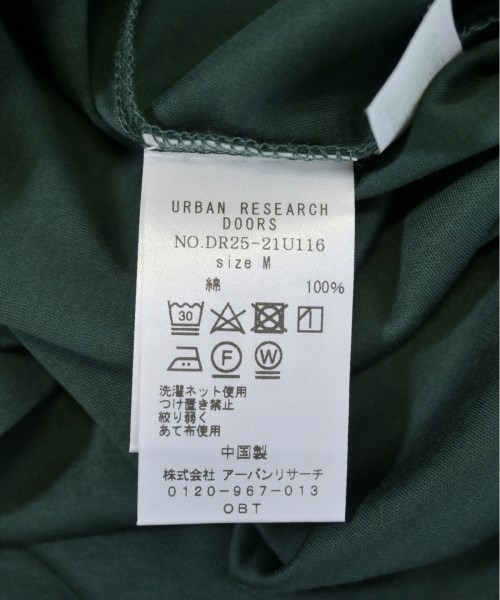 URBAN RESEARCH
DOORS
NO.DR25-21U116
size M
綿 100%
30
F W
洗濯ネット使用
つけ置き禁止
絞り弱く
あて布使用
中国製
株式会社 アーバンリサーチ
0120-967-013
OBT